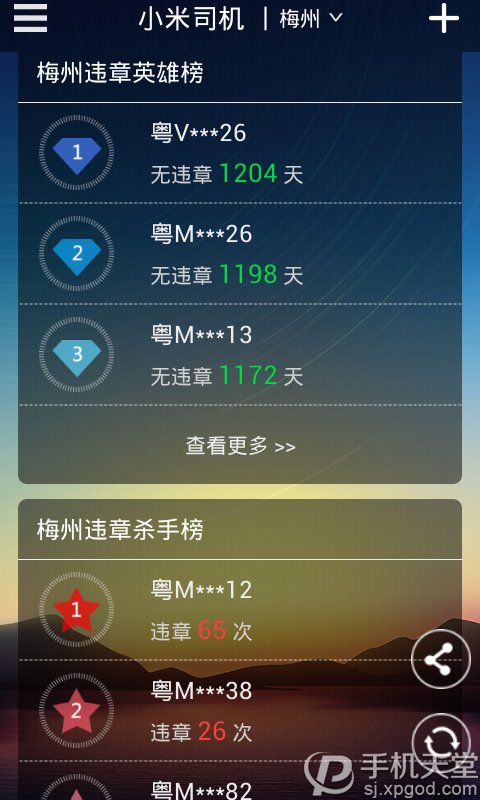 小米司机 | 梅州
梅州违章英雄榜
1
粤V***26
无违章 1204 天
2
粤M***26
无违章 1198 天
3
粤M***13
无违章 1172 天
查看更多 >>
梅州违章杀手榜
1
粤M***12
违章 65 次
2
粤M***38
违章 26 次
粤M***82
手机天堂
sj.xpgod.com